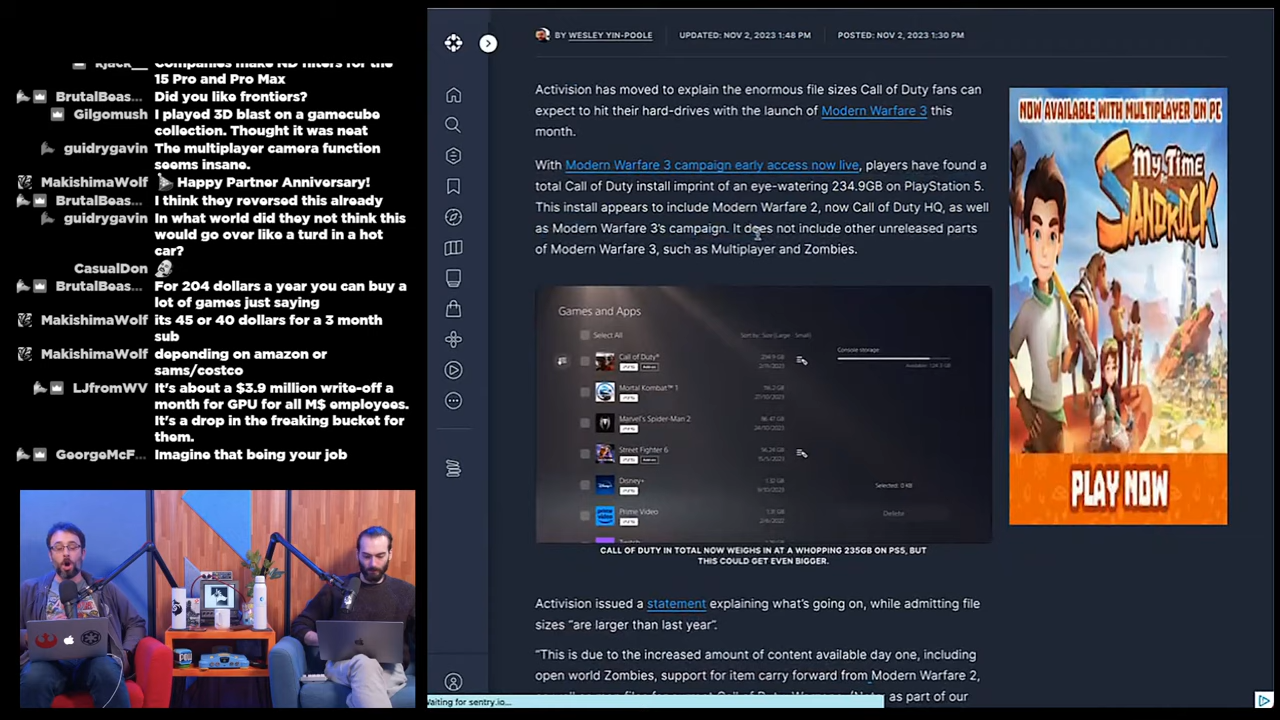 kjack__ Companies make ND filters for the
15 Pro and Pro Max
BrutalBeas... Did you like frontiers?
Gilgomush I played 3D blast on a gamecube
collection. Thought it was neat
guidrygavin The multiplayer camera function
seems insane.
MakishimaWolf Happy Partner Anniversary!
BrutalBeas... I think they reversed this already
guidrygavin In what world did they not think this
would go over like a turd in a hot
car?
CasualDon
BrutalBeas... For 204 dollars a year you can buy a
lot of games just saying
MakishimaWolf its 45 or 40 dollars for a 3 month
sub
MakishimaWolf depending on amazon or
sams/costco
LJfromWV It's about a $3.9 million write-off a
month for GPU for all M$ employees.
It's a drop in the freaking bucket for
them.
GeorgeMcF... Imagine that being your job
BY WESLEY YIN-POOLE UPDATED: NOV 2, 2023 1:48 PM POSTED: NOV 2, 2023 1:30 PM
Activision has moved to explain the enormous file sizes Call of Duty fans can
expect to hit their hard-drives with the launch of Modern Warfare 3 this
month.
With Modern Warfare 3 campaign early access now live, players have found a
total Call of Duty install imprint of an eye-watering 234.9GB on PlayStation 5.
This install appears to include Modern Warfare 2, now Call of Duty HQ, as well
as Modern Warfare 3's campaign. It does not include other unreleased parts
of Modern Warfare 3, such as Multiplayer and Zombies.
Games and Apps
Select All
Console storage
Call of Duty®
Mortal Kombat™ 1
Marvel's Spider-Man 2
Street Fighter 6
Disney+
Prime Video
Selected: 0 KB
Delete
CALL OF DUTY IN TOTAL NOW WEIGHS IN AT A WHOPPING 235GB ON PS5, BUT
THIS COULD GET EVEN BIGGER.
Activision issued a statement explaining what's going on, while admitting file
sizes "are larger than last year".
"This is due to the increased amount of content available day one, including
open world Zombies, support for item carry forward from Modern Warfare 2,
as part of our
NOW AVAILABLE WITH MULTIPLAYER ON PC
My Time
at
SANDROCK
PLAY NOW
Waiting for sentry.io...